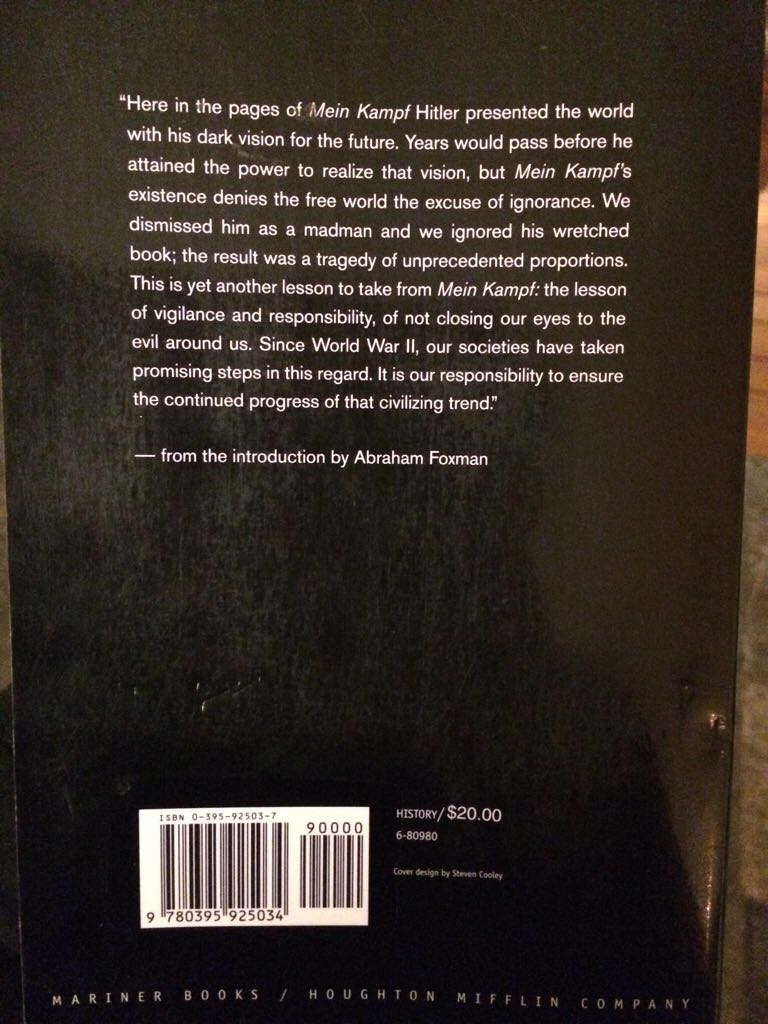 “Here in the pages of Mein Kampf Hitler presented the world
with his dark vision for the future. Years would pass before he
attained the power to realize that vision, but Mein Kampf’s
existence denies the free world the excuse of ignorance. We
dismissed him as a madman and we ignored his wretched
book; the result was a tragedy of unprecedented proportions.
This is yet another lesson to take from Mein Kampf: the lesson
of vigilance and responsibility, of not closing our eyes to the
evil around us. Since World War II, our societies have taken
promising steps in this regard. It is our responsibility to ensure
the continued progress of that civilizing trend.”
— from the introduction by Abraham Foxman
ISBN 0-395-92503-7
90000
9 780395 925034
HISTORY/$20.00
6-80980
Cover design by Steven Cooley
MARINER BOOKS / HOUGHTON MIFFLIN COMPANY